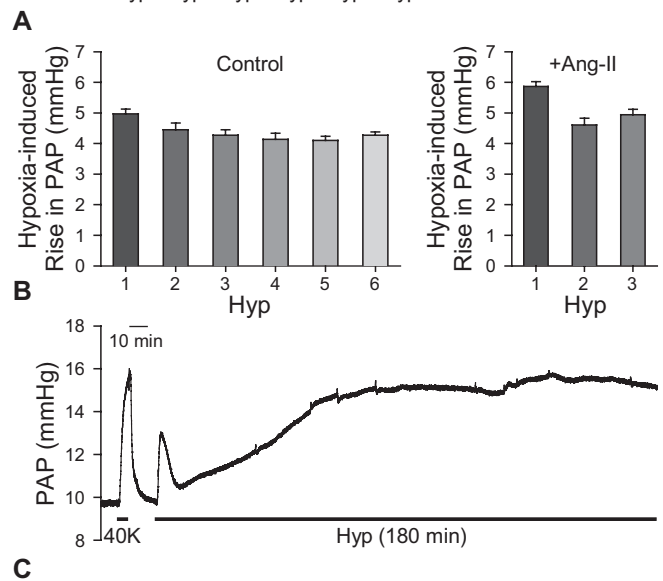 A
Hypoxia-induced
Rise in PAP (mmHg)
7
6
5
4
3
2
1
0
Control
1 2 3 4 5 6
Hyp
Hypoxia-induced
Rise in PAP (mmHg)
7
6
5
4
3
2
1
0
+Ang-II
1 2 3
Hyp
B
PAP (mmHg)
18
16
14
12
10
8
10 min
40K
Hyp (180 min)
C